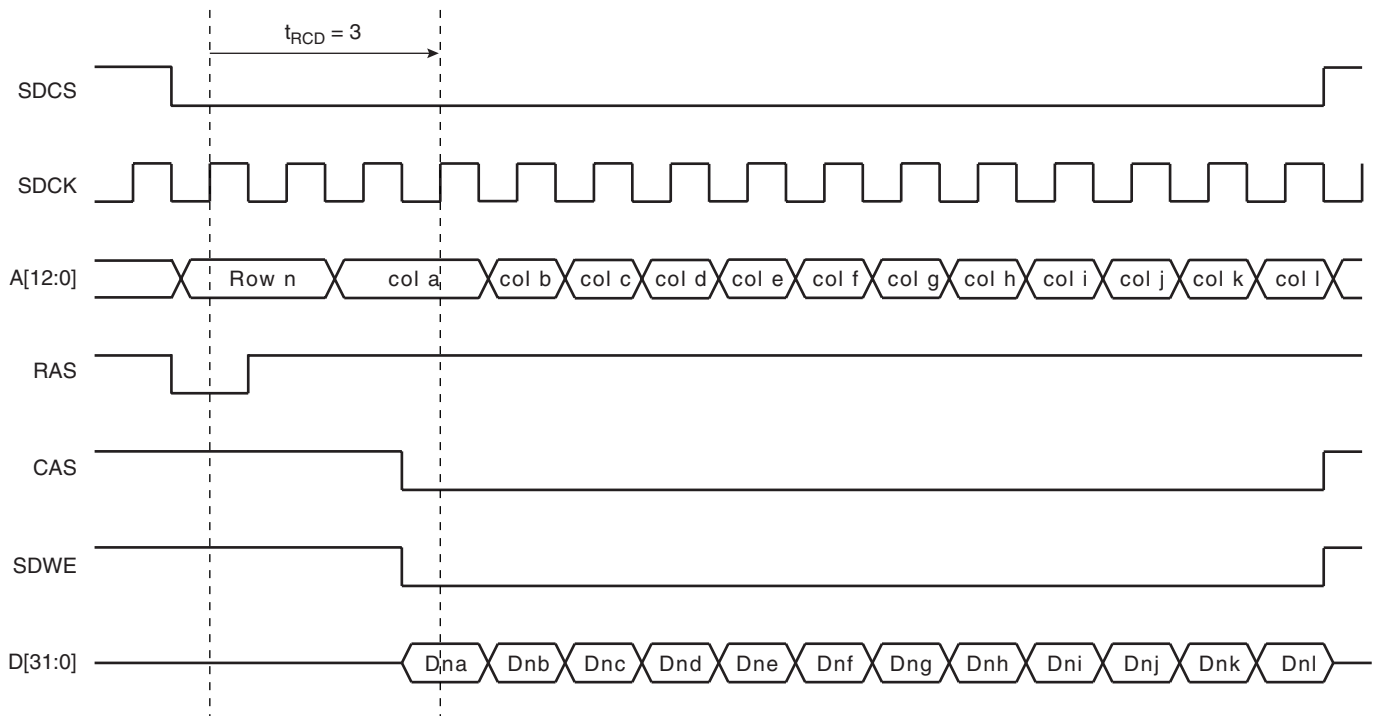 tRCD = 3
SDCS
SDCK
A[12:0] Row n col a col b col c col d col e col f col g col h col i col j col k col l
RAS
CAS
SDWE
D[31:0] Dna Dnb Dnc Dnd Dne Dnf Dng Dnh Dni Dnj Dnk Dnl